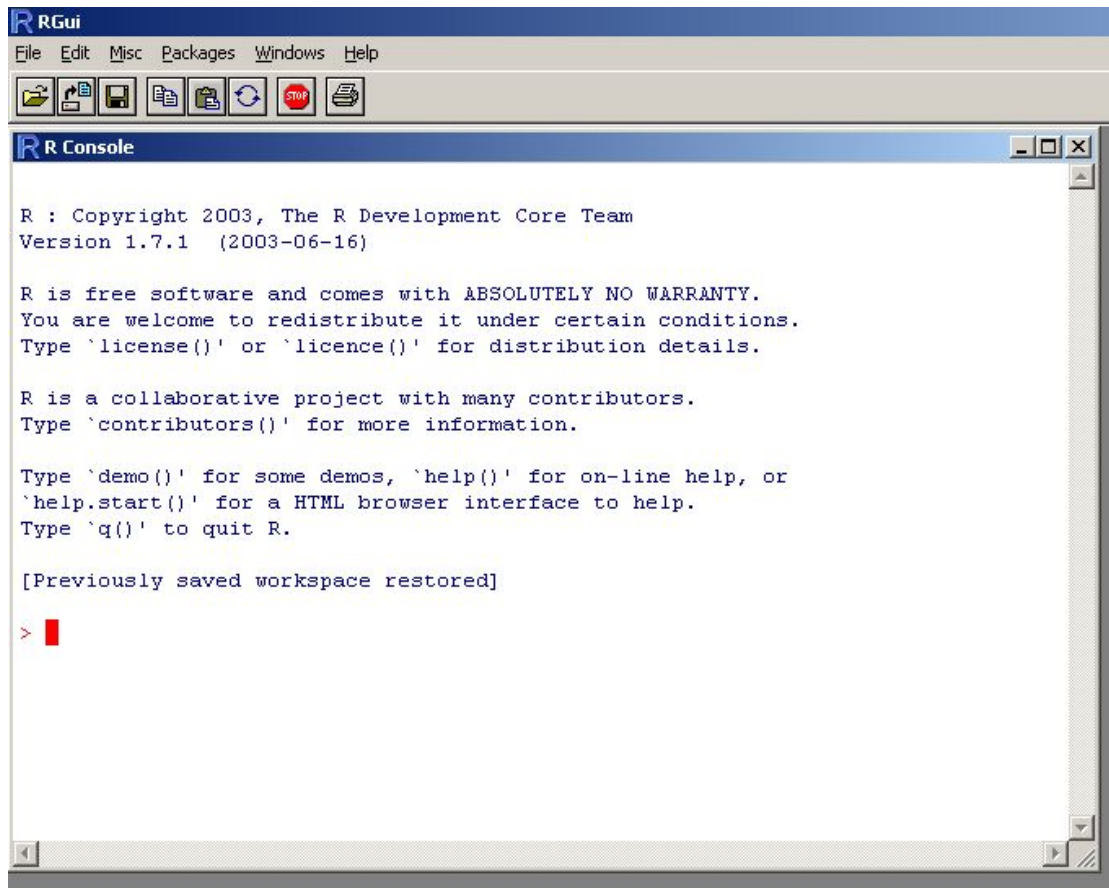 RGui
File Edit Misc Packages Windows Help
STOP
R Console
R : Copyright 2003, The R Development Core Team
Version 1.7.1  (2003-06-16)
R is free software and comes with ABSOLUTELY NO WARRANTY.
You are welcome to redistribute it under certain conditions.
Type `license()' or `licence()' for distribution details.
R is a collaborative project with many contributors.
Type `contributors()' for more information.
Type `demo()' for some demos, `help()' for on-line help, or
`help.start()' for a HTML browser interface to help.
Type `q()' to quit R.
[Previously saved workspace restored]
>